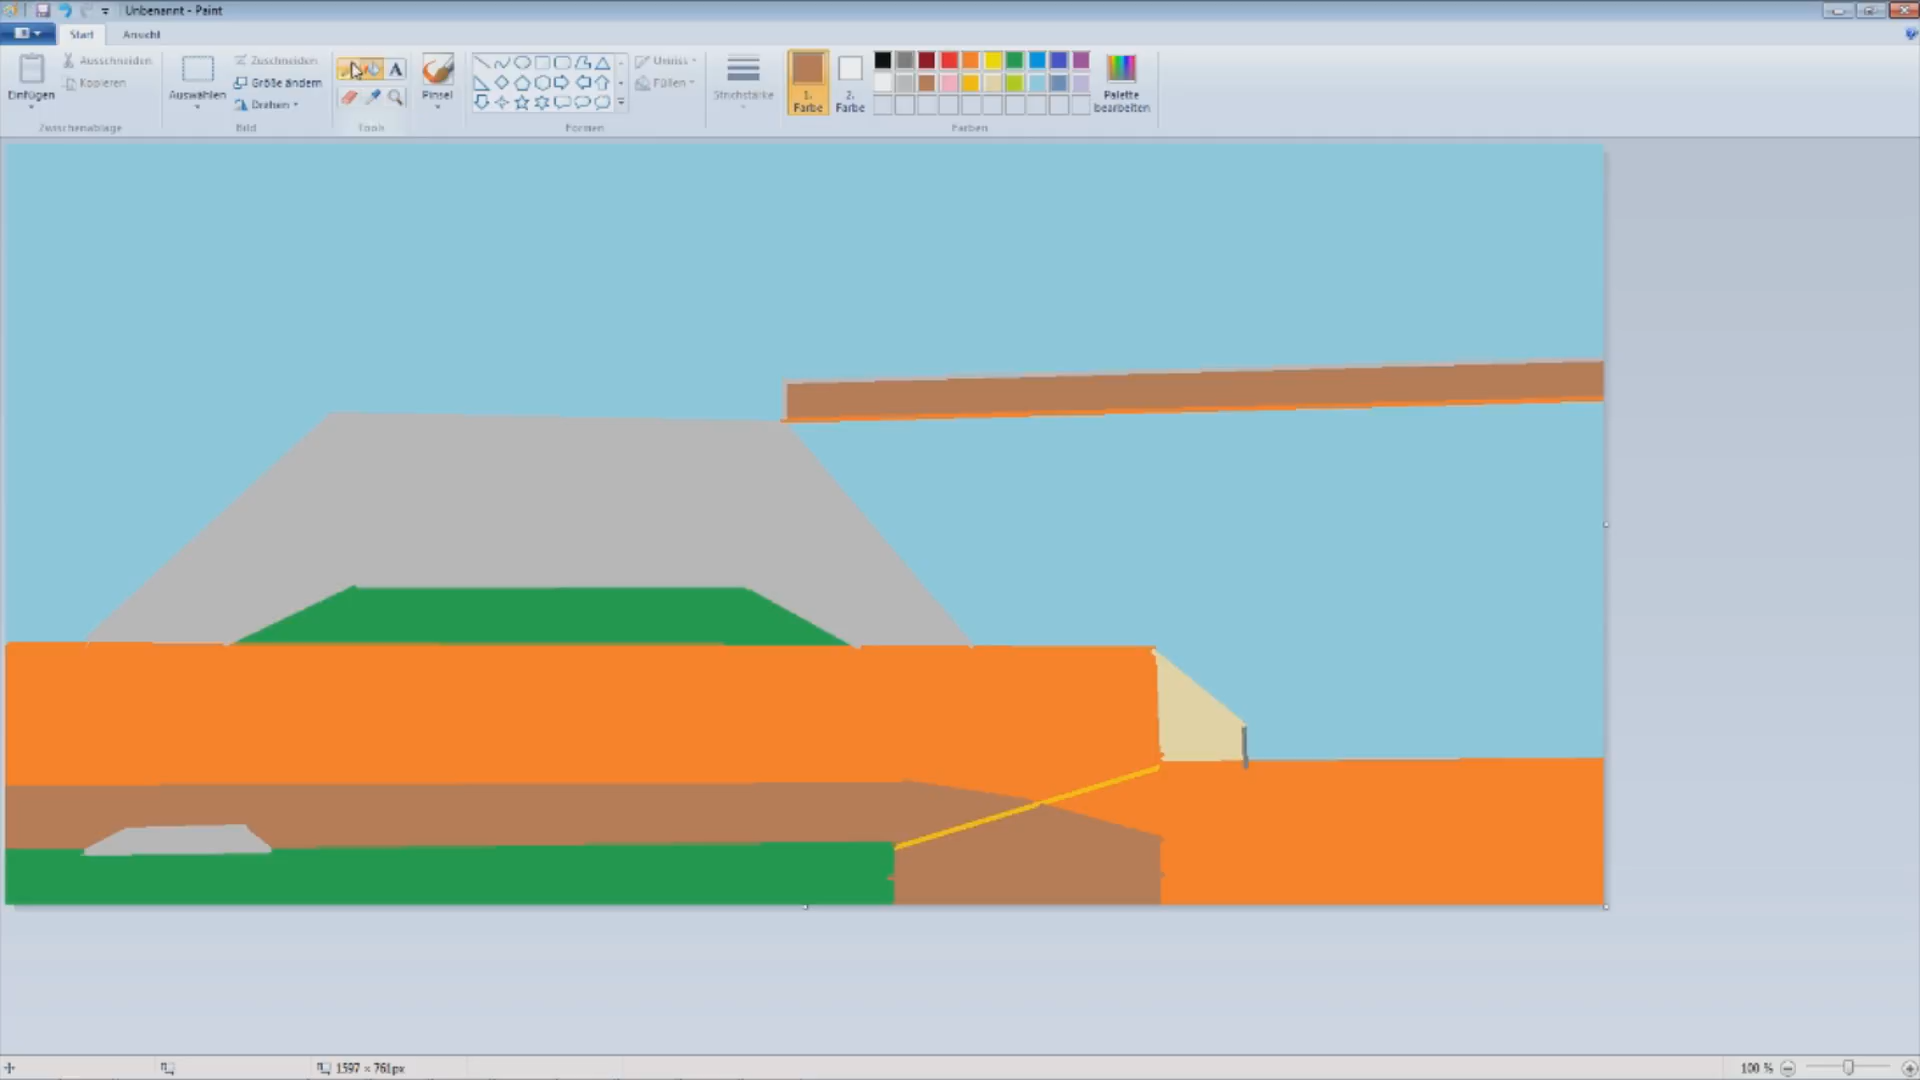 Unbenannt - Paint
Start
Ansicht
Einfügen
Ausschneiden
Kopieren
Zwischenablage
Auswählen
Zuschneiden
Größe ändern
Drehen
Bild
A
Tools
Pinsel
Formen
Umriss
Füllen
Strichstärke
1.
Farbe
2.
Farbe
Palette
bearbeiten
Farben
1597 × 761px
100 %